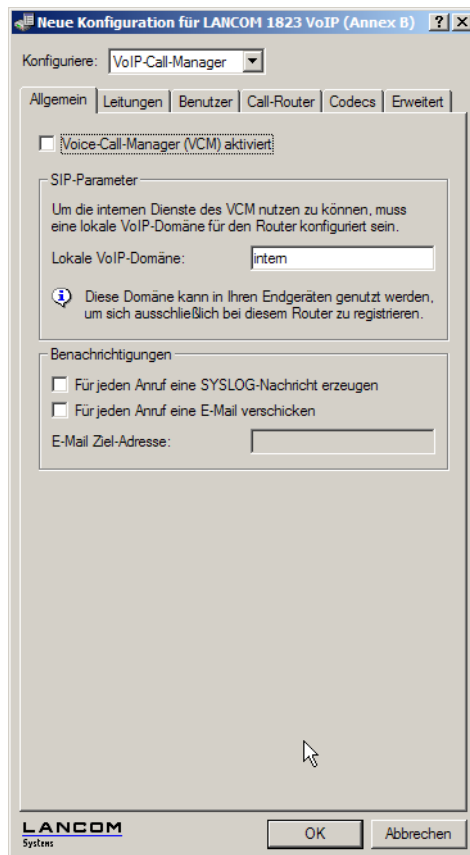 Neue Konfiguration für LANCOM 1823 VoIP (Annex B)
Konfiguriere: VoIP-Call-Manager
Allgemein Leitungen Benutzer Call-Router Codecs Erweitert
Voice-Call-Manager (VCM) aktiviert
SIP-Parameter
Um die internen Dienste des VCM nutzen zu können, muss
eine lokale VoIP-Domäne für den Router konfiguriert sein.
Lokale VoIP-Domäne: intern
Diese Domäne kann in Ihren Endgeräten genutzt werden,
um sich ausschließlich bei diesem Router zu registrieren.
Benachrichtigungen
Für jeden Anruf eine SYSLOG-Nachricht erzeugen
Für jeden Anruf eine E-Mail verschicken
E-Mail Ziel-Adresse:
LANCOM
Systems
OK Abbrechen